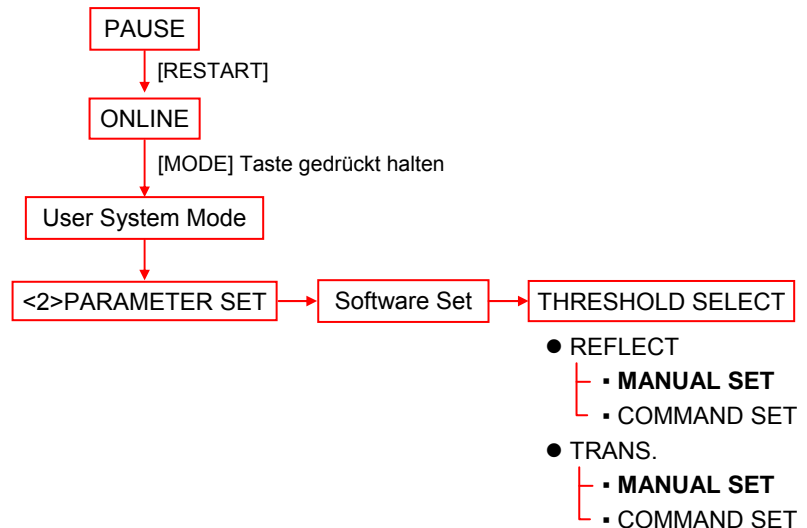 PAUSE
[RESTART]
ONLINE
[MODE] Taste gedrückt halten
User System Mode
<2>PARAMETER SET
Software Set
THRESHOLD SELECT
● REFLECT
▪ MANUAL SET
▪ COMMAND SET
● TRANS.
▪ MANUAL SET
▪ COMMAND SET